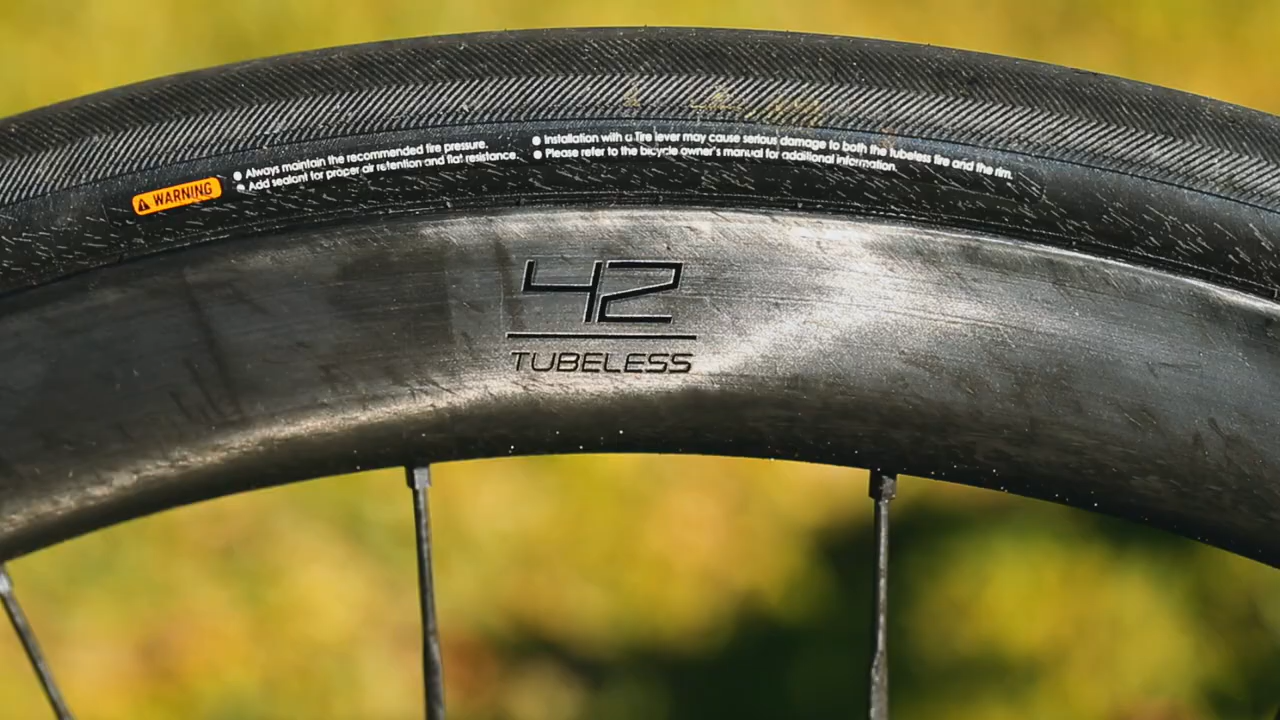 ⚠ WARNING
● Always maintain the recommended tire pressure.
● Add sealant for proper air retention and flat resistance.
● Installation with a Tire lever may cause serious damage to both the tubeless tire and the rim.
● Please refer to the bicycle owner's manual for additional information.
42
TUBELESS